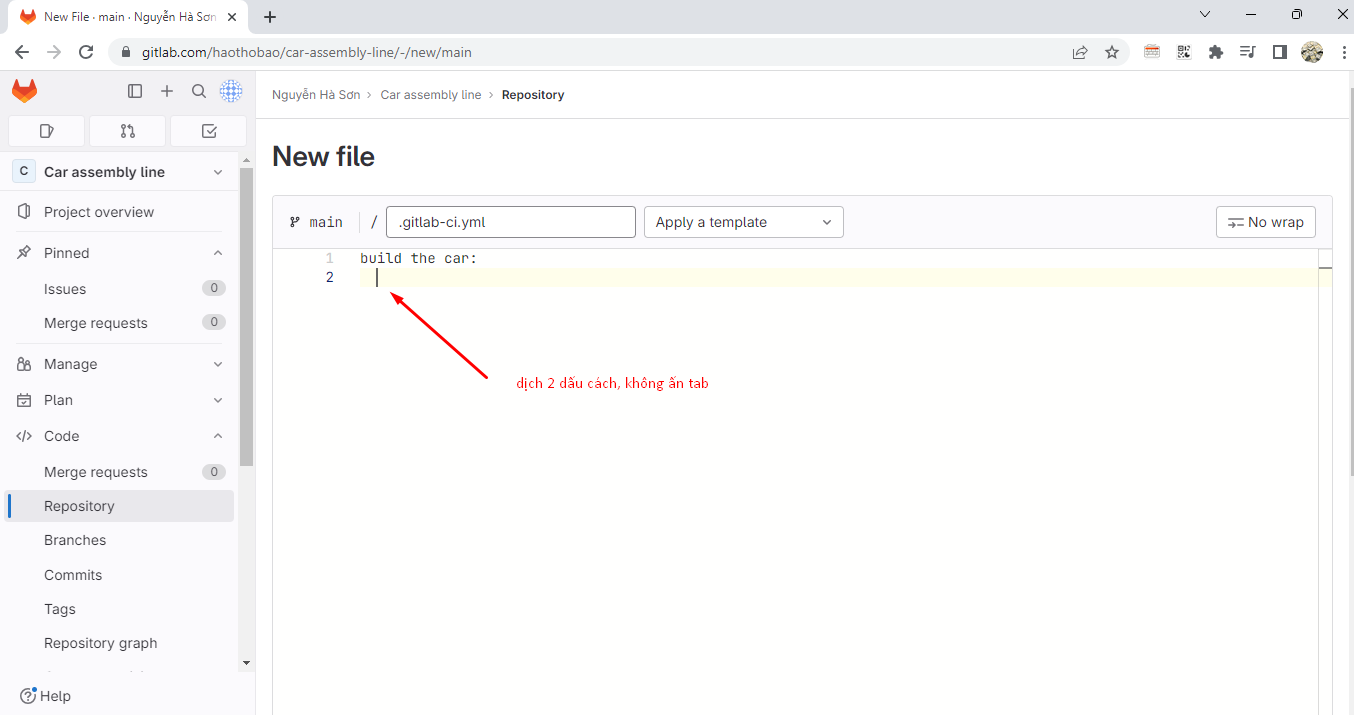 New File · main · Nguyễn Hà Sơn
gitlab.com/haothobao/car-assembly-line/-/new/main
Nguyễn Hà Sơn › Car assembly line › Repository
C Car assembly line
Project overview
Pinned
Issues 0
Merge requests 0
Manage
Plan
Code
Merge requests 0
Repository
Branches
Commits
Tags
Repository graph
Help
New file
main / .gitlab-ci.yml Apply a template No wrap
1 build the car:
2
dịch 2 dấu cách, không ấn tab